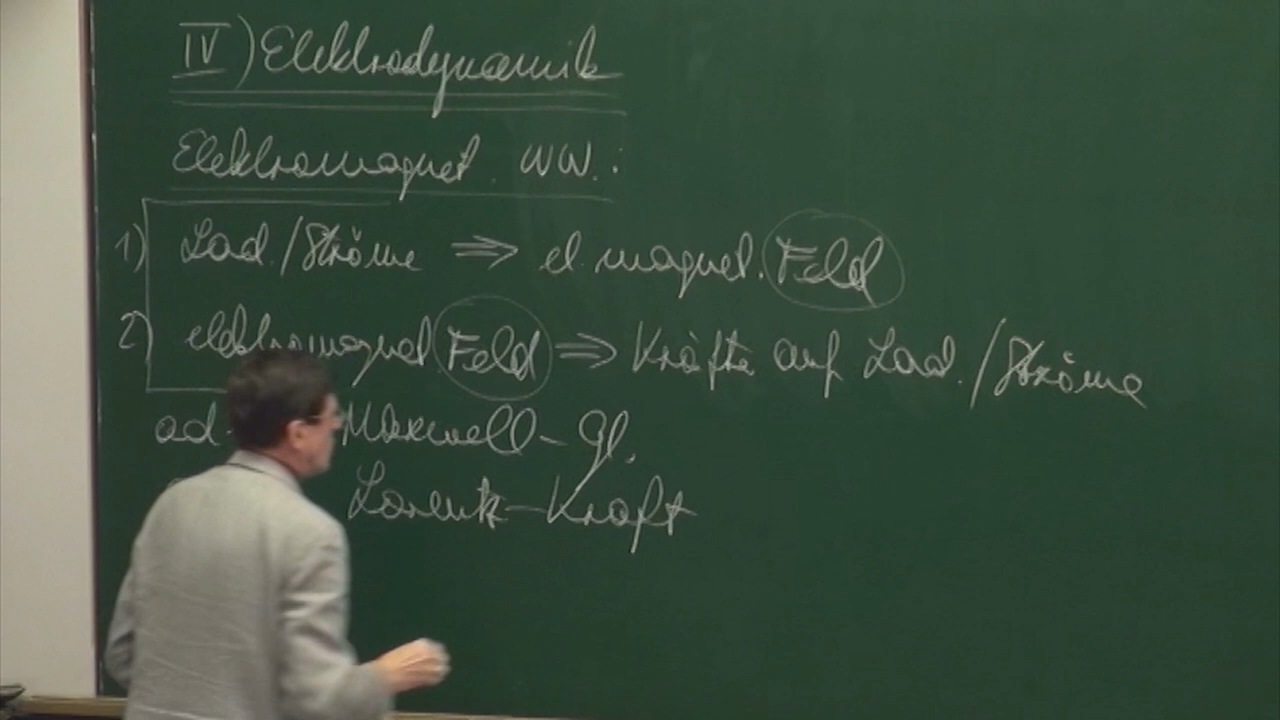 IV) Elektrodynamik
Elektromagnet. WW.:
1) Lad./Ströme ⇒ el. magnet. Feld
2) elektromagnet. Feld ⇒ Kräfte auf Lad./Ströme
ad Maxwell-Gl.
Lorentz-Kraft